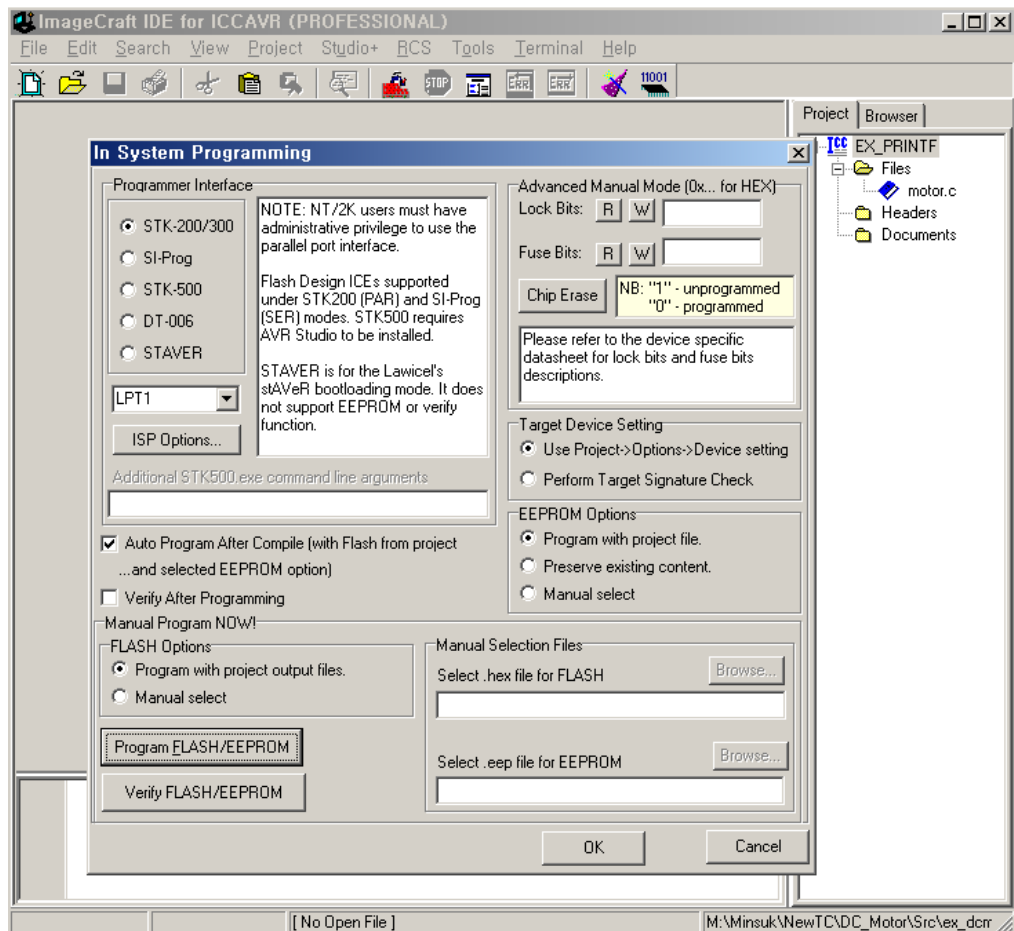 ImageCraft IDE for ICCAVR (PROFESSIONAL)
File Edit Search View Project Studio+ RCS Tools Terminal Help
STOP
ERR
ERR
11001
Project Browser
ICC EX_PRINTF
Files
motor.c
Headers
Documents
In System Programming
Programmer Interface
STK-200/300
SI-Prog
STK-500
DT-006
STAVER
LPT1
ISP Options...
NOTE: NT/2K users must have
administrative privilege to use the
parallel port interface.
Flash Design ICEs supported
under STK200 (PAR) and SI-Prog
(SER) modes. STK500 requires
AVR Studio to be installed.
STAVER is for the Lawicel's
stAVeR bootloading mode. It does
not support EEPROM or verify
function.
Additional STK500.exe command line arguments
Auto Program After Compile (with Flash from project
...and selected EEPROM option)
Verify After Programming
Advanced Manual Mode (0x... for HEX)
Lock Bits: R W
Fuse Bits: R W
Chip Erase
NB: "1" - unprogrammed
"0" - programmed
Please refer to the device specific
datasheet for lock bits and fuse bits
descriptions.
Target Device Setting
Use Project->Options->Device setting
Perform Target Signature Check
EEPROM Options
Program with project file.
Preserve existing content.
Manual select
Manual Program NOW!
FLASH Options
Program with project output files.
Manual select
Program FLASH/EEPROM
Verify FLASH/EEPROM
Manual Selection Files
Select .hex file for FLASH
Browse...
Select .eep file for EEPROM
Browse...
OK
Cancel
[ No Open File ]
M:\Minsuk\NewTC\DC_Motor\Src\ex_dcm